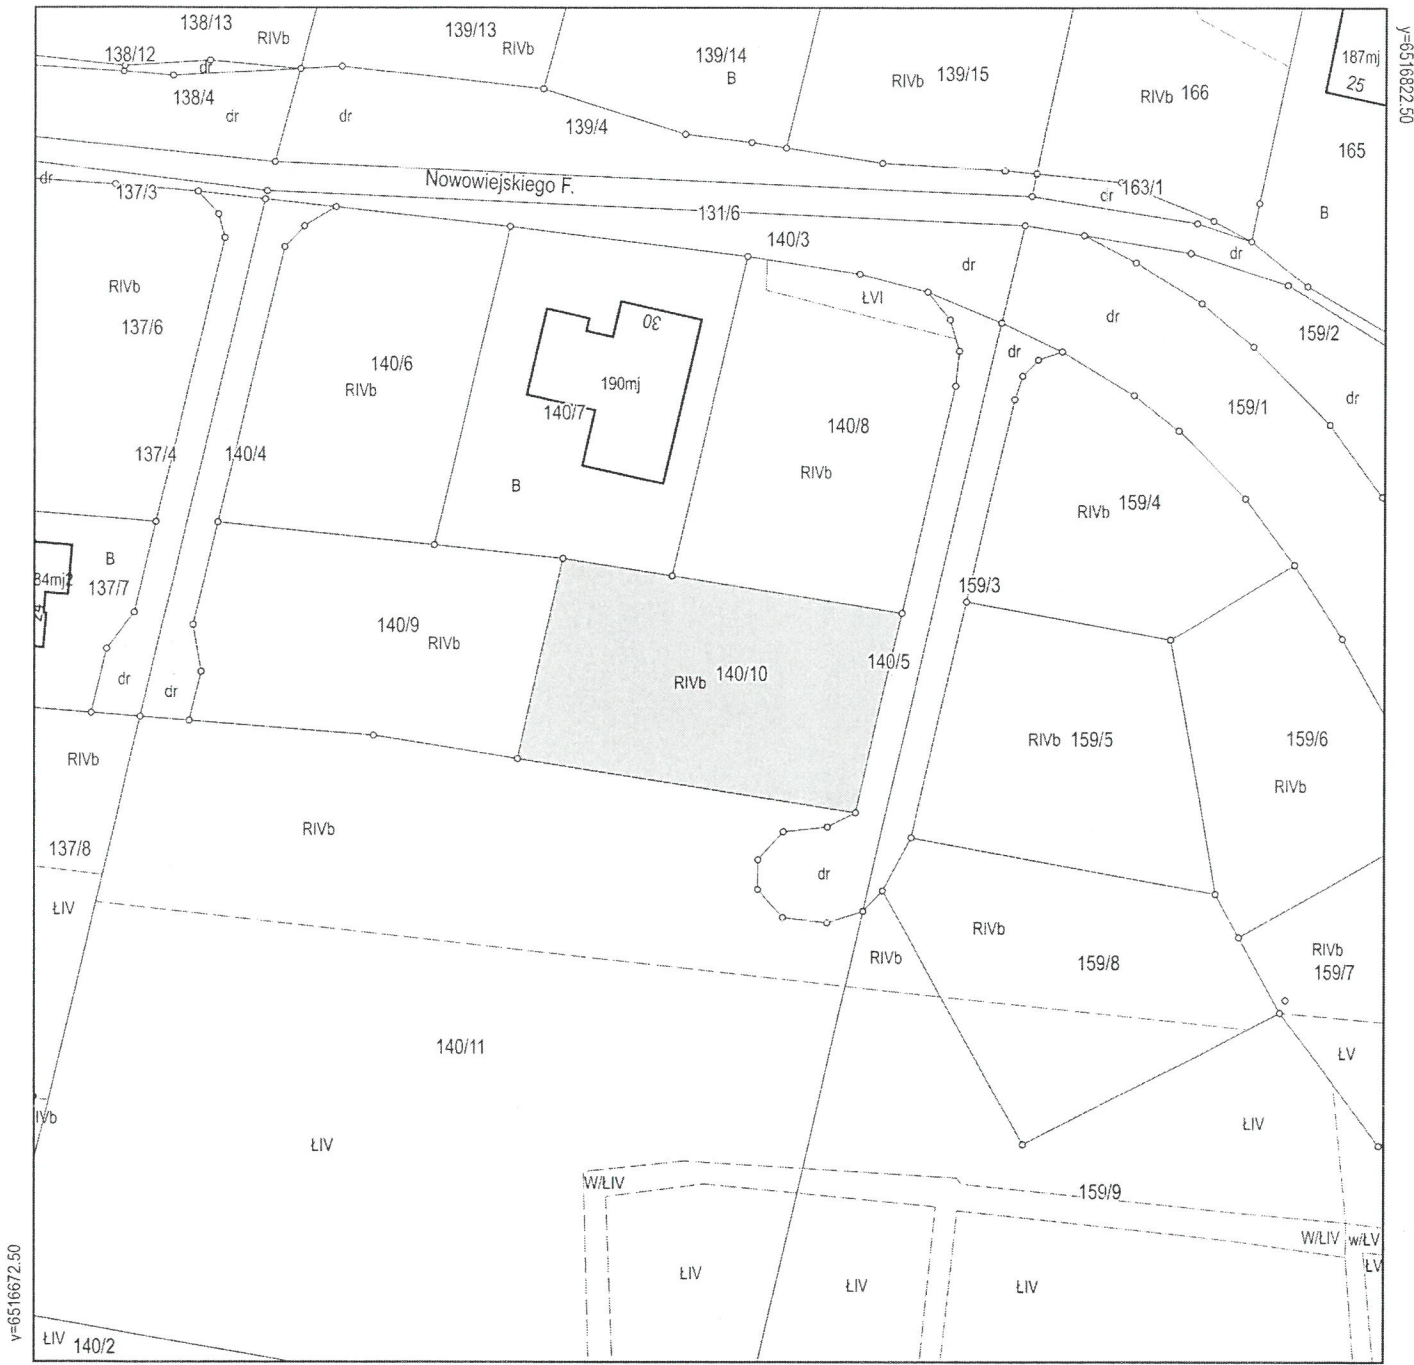 138/13
RIVb
139/13
RIVb
139/14
B
RIVb 139/15
RIVb 166
187mj
25
y=6516822.50
138/12
dr
138/4
dr
dr
139/4
165
B
dr
137/3
Nowowiejskiego F.
131/6
163/1
dr
140/3
dr
dr
ŁVI
dr
159/2
RIVb
137/6
30
dr
140/6
RIVb
190mj
140/7
140/8
RIVb
159/1
dr
137/4
140/4
B
RIVb 159/4
B
84mj2
137/7
24
159/3
140/9
RIVb
140/5
RIVb 140/10
dr
dr
RIVb
RIVb 159/5
159/6
RIVb
RIVb
137/8
dr
ŁIV
RIVb
RIVb
159/8
RIVb
159/7
140/11
ŁV
IVb
ŁIV
ŁIV
W/ŁIV
159/9
W/ŁIV
w/ŁV
ŁV
ŁIV
ŁIV
ŁIV
y=6516672.50
ŁIV 140/2